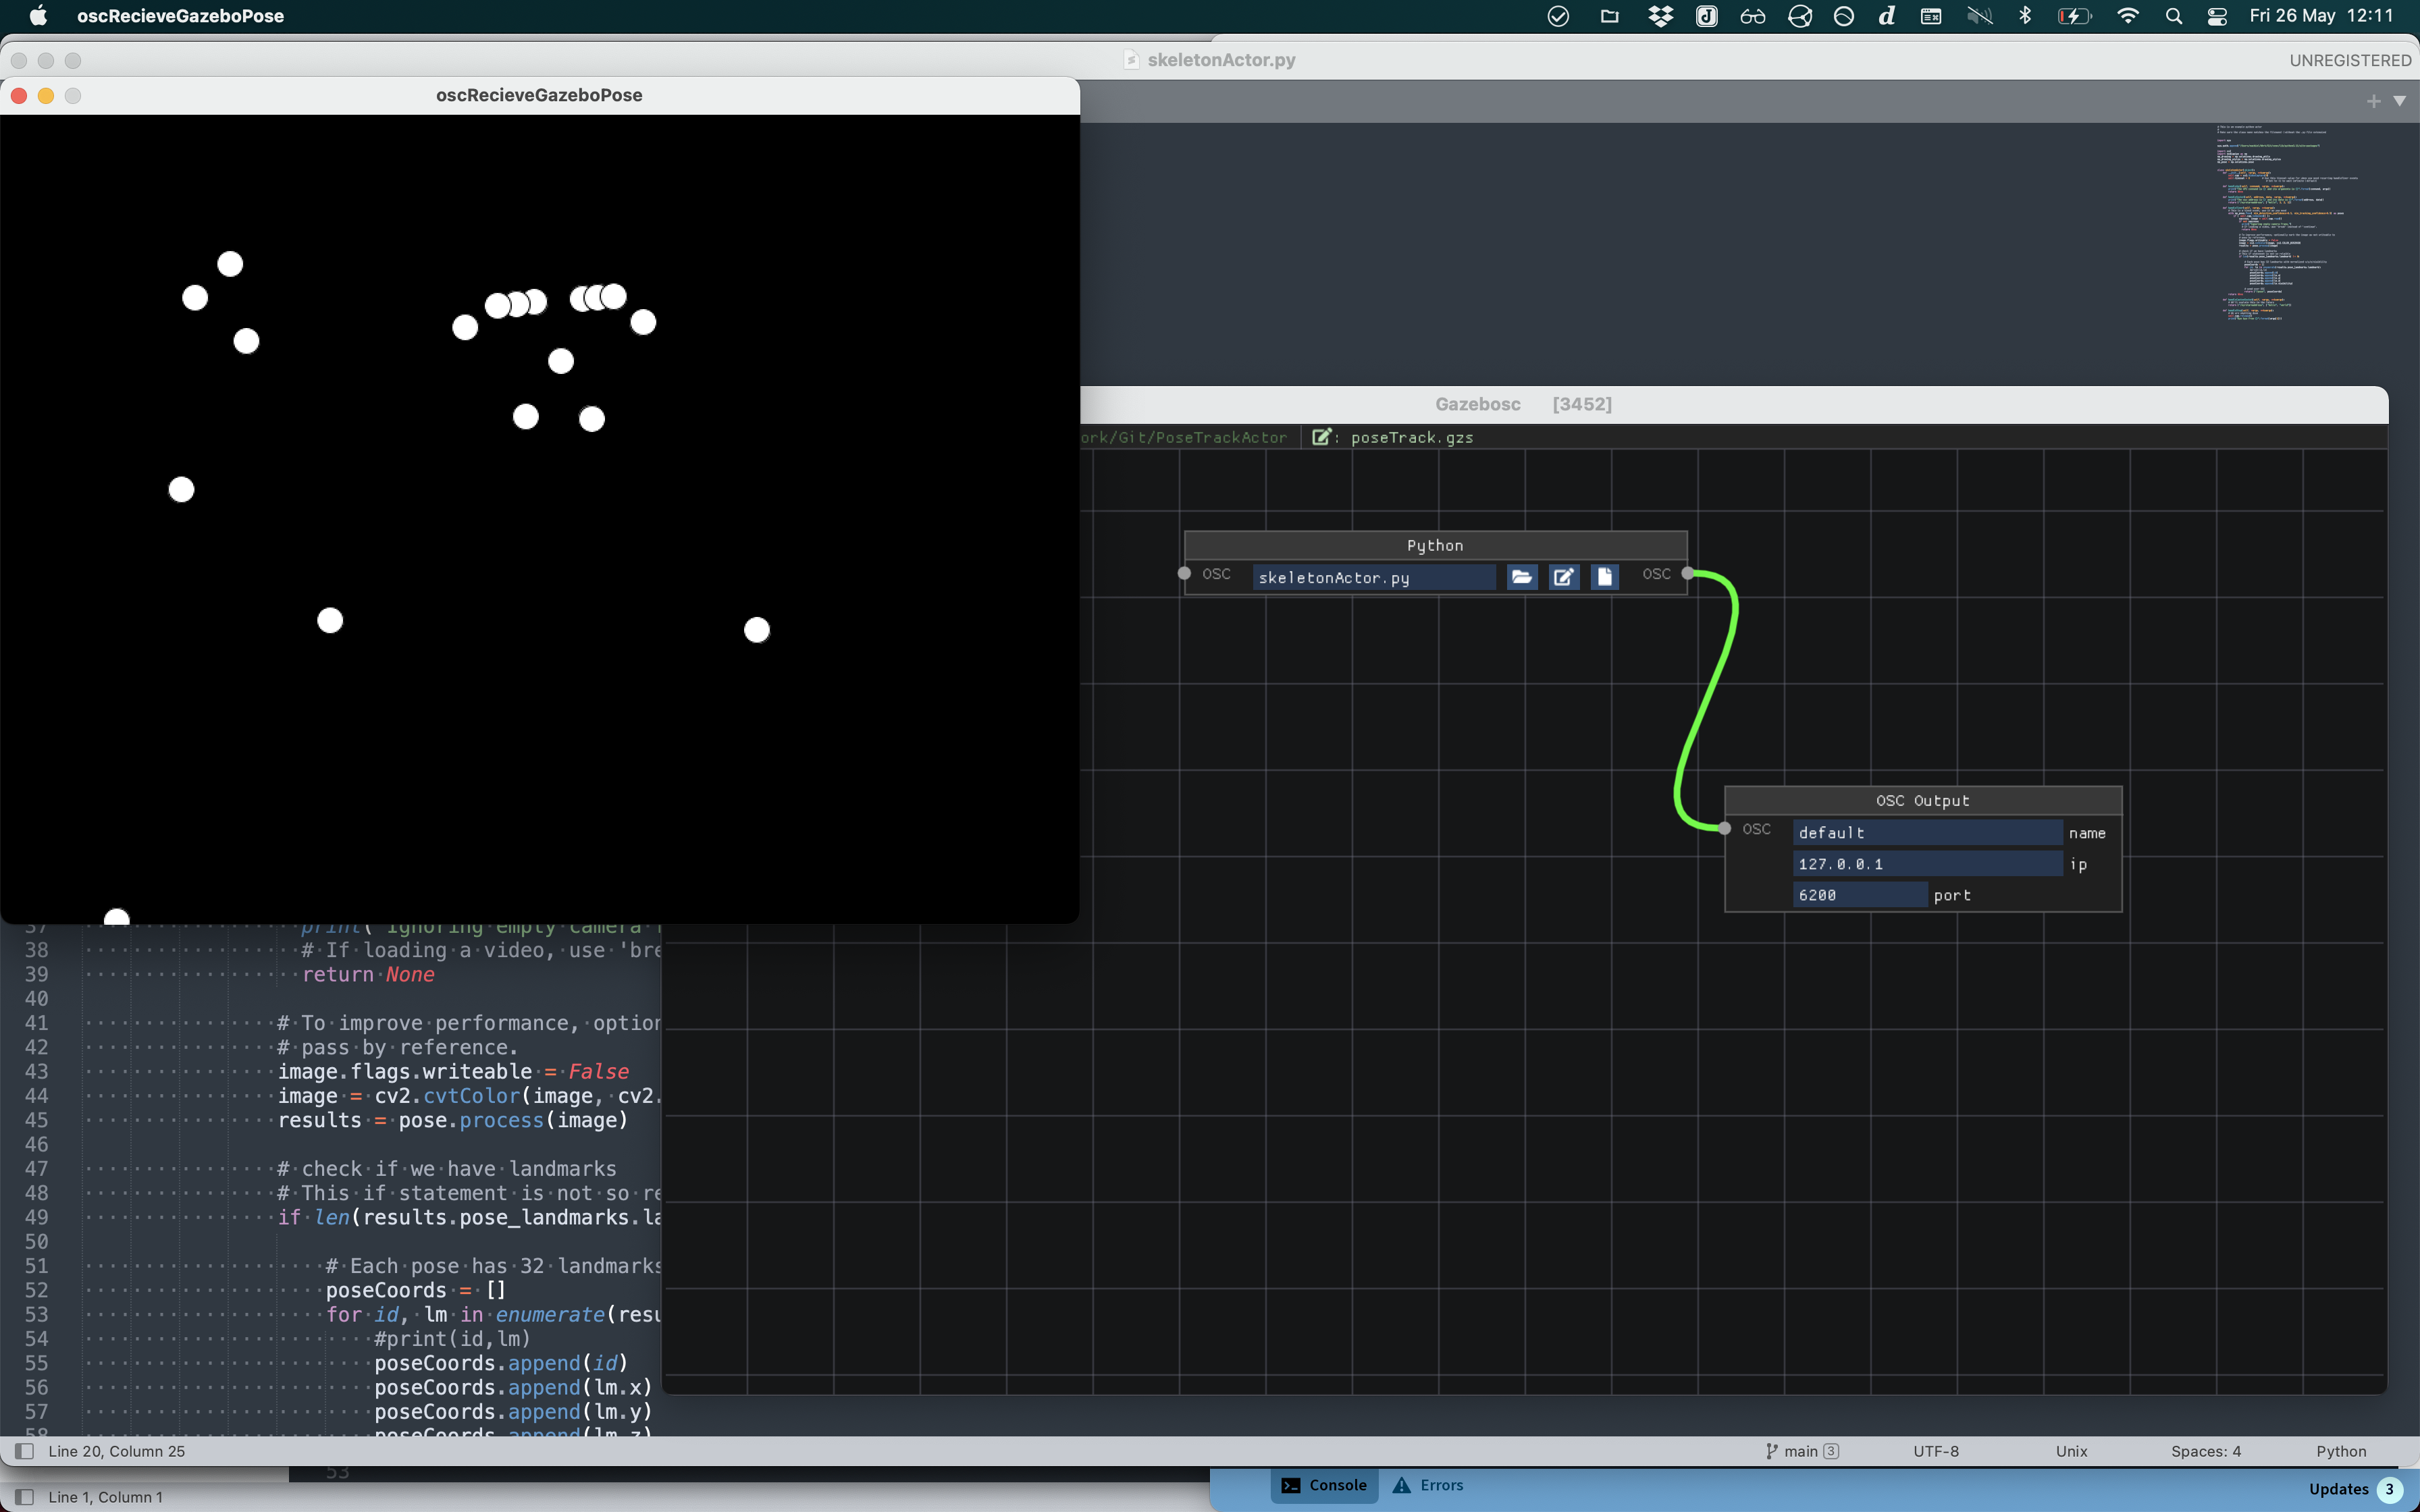 oscRecieveGazeboPose
Fri 26 May 12:11
skeletonActor.py
UNREGISTERED
oscRecieveGazeboPose
Gazebosc [3452]
ork/Git/PoseTrackActor
: poseTrack.gzs
Python
OSC
skeletonActor.py
OSC
OSC Output
OSC
default
name
127.0.0.1
ip
6200
port
37 print("Ignoring empty camera
38 # If loading a video, use 'bre
39 return None
40
41 # To improve performance, option
42 # pass by reference.
43 image.flags.writeable = False
44 image = cv2.cvtColor(image, cv2.
45 results = pose.process(image)
46
47 # check if we have landmarks
48 # This if statement is not so re
49 if len(results.pose_landmarks.la
50
51 # Each pose has 32 landmarks
52 poseCoords = []
53 for id, lm in enumerate(resu
54 #print(id,lm)
55 poseCoords.append(id)
56 poseCoords.append(lm.x)
57 poseCoords.append(lm.y)
58 poseCoords.append(lm.z)
Line 20, Column 25
main 3
UTF-8
Unix
Spaces: 4
Python
53
Line 1, Column 1
Console
Errors
Updates 3